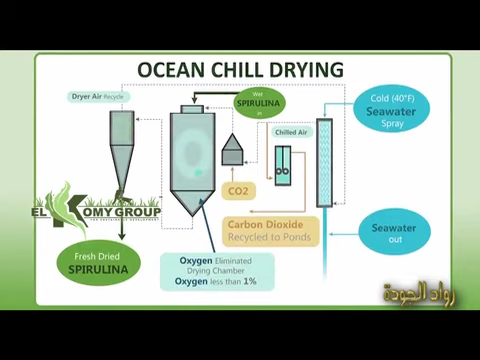 OCEAN CHILL DRYING
Dryer Air Recycle
Wet
SPIRULINA
in
Cold (40°F)
Seawater
Spray
Chilled Air
CO2
EL KOMY GROUP
Carbon Dioxide
Recycled to Ponds
Seawater
out
Fresh Dried
SPIRULINA
Oxygen Eliminated
Drying Chamber
Oxygen less than 1%
رواد الجودة